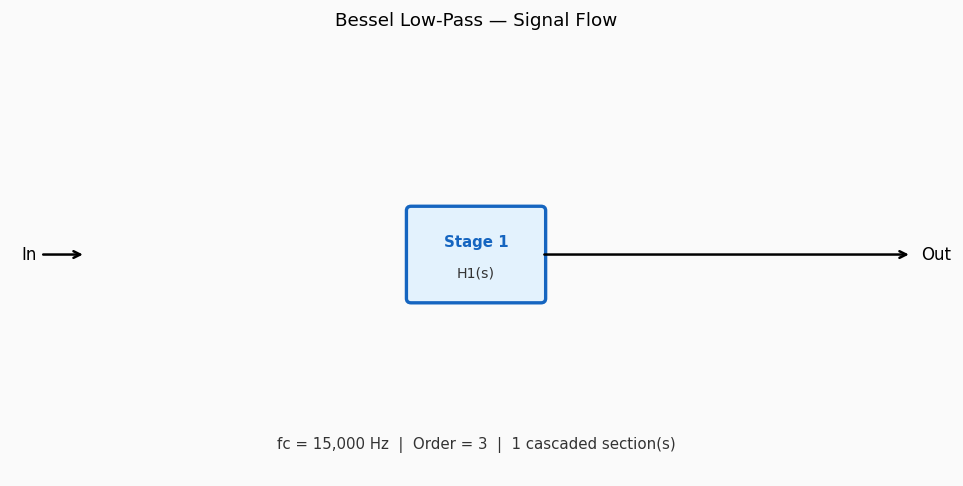 Bessel Low-Pass — Signal Flow
Stage 1
In
Out
H1(s)
fc = 15,000 Hz | Order = 3 | 1 cascaded section(s)